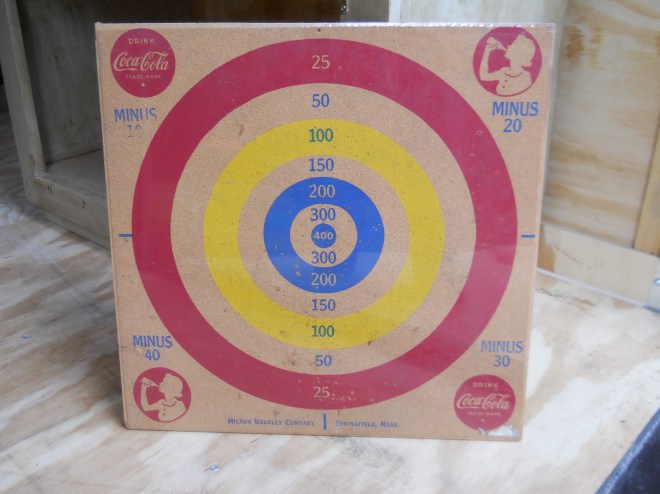 DRINK
Coca-Cola
TRADE MARK
MINUS
10
MINUS
20
25
50
100
150
200
300
400
300
200
150
100
50
25
MINUS
40
MINUS
30
DRINK
Coca-Cola
TRADE MARK
MILTON BRADLEY COMPANY SPRINGFIELD, MASS.